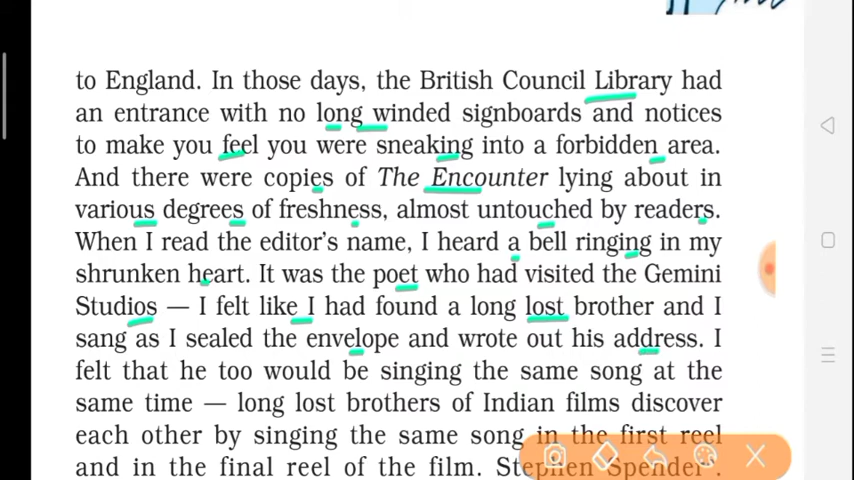 to England. In those days, the British Council Library had
an entrance with no long winded signboards and notices
to make you feel you were sneaking into a forbidden area.
And there were copies of The Encounter lying about in
various degrees of freshness, almost untouched by readers.
When I read the editor's name, I heard a bell ringing in my
shrunken heart. It was the poet who had visited the Gemini
Studios — I felt like I had found a long lost brother and I
sang as I sealed the envelope and wrote out his address. I
felt that he too would be singing the same song at the
same time — long lost brothers of Indian films discover
each other by singing the same song in the first reel
and in the final reel of the film. Stephen Spender .